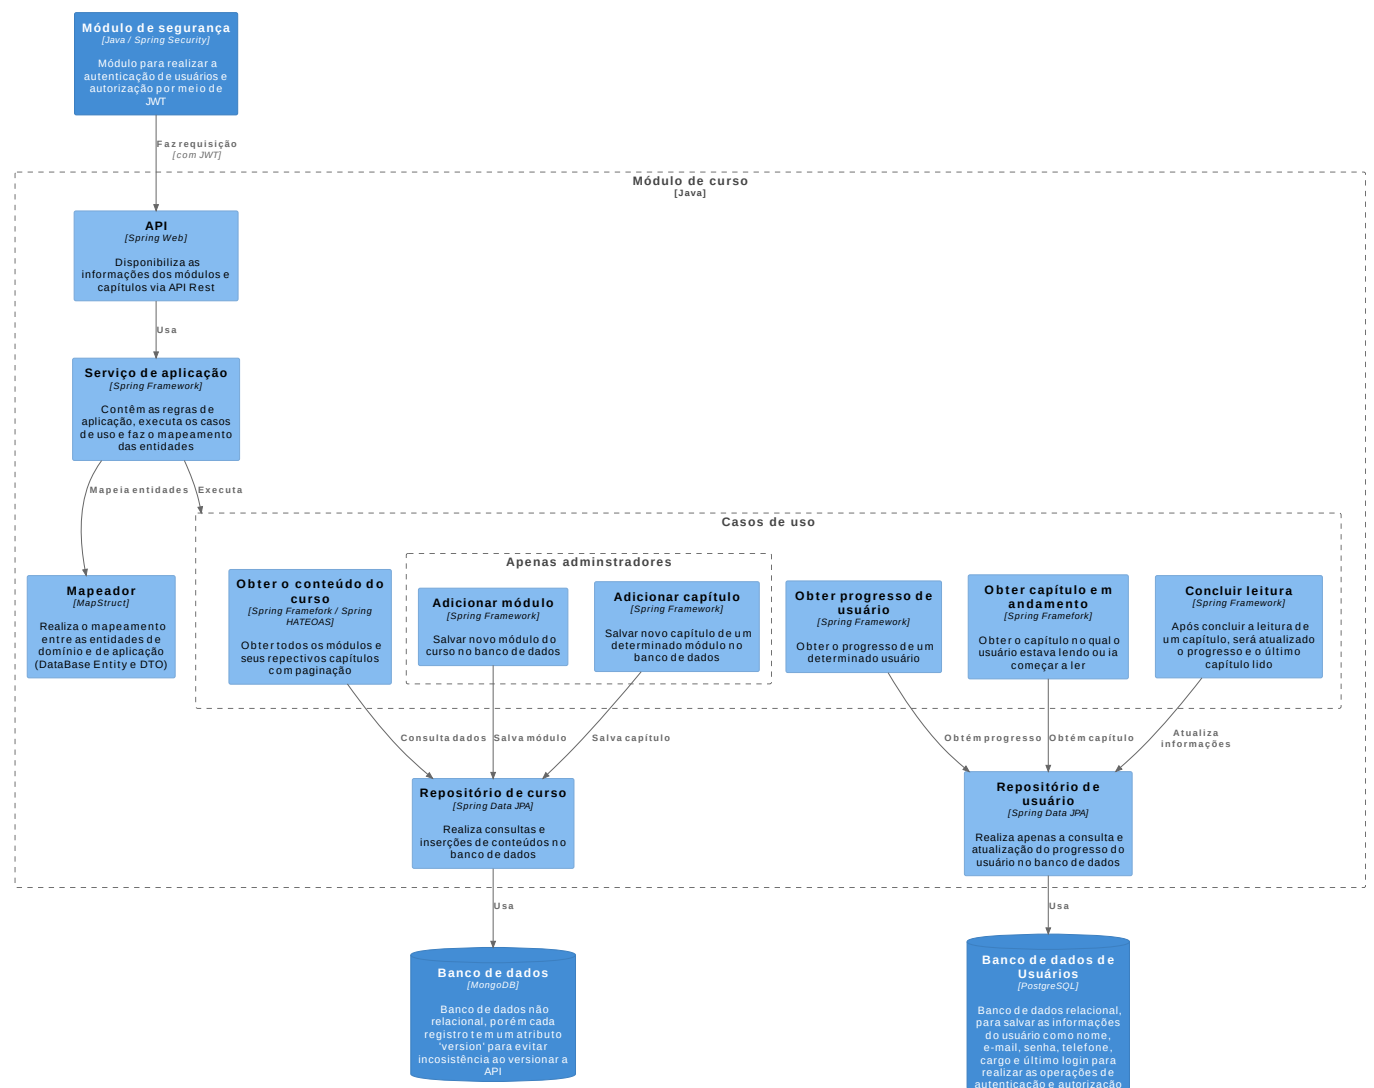 Módulo de segurança
[Java / Spring Security]
Módulo para realizar a
autenticação de usuários e
autorização por meio de
JWT
Faz requisição
[com JWT]
Módulo de curso
[Java]
API
[Spring Web]
Disponibiliza as
informações dos módulos e
capítulos via API Rest
Usa
Serviço de aplicação
[Spring Framework]
Contêm as regras de
aplicação, executa os casos
de uso e faz o mapeamento
das entidades
Mapeia entidades
Executa
Mapeador
[MapStruct]
Realiza o mapeamento
entre as entidades de
domínio e de aplicação
(DataBase Entity e DTO)
Casos de uso
Obter o conteúdo do
curso
[Spring Framefork / Spring
HATEOAS]
Obter todos os módulos e
seus repectivos capítulos
com paginação
Apenas adminstradores
Adicionar módulo
[Spring Framework]
Salvar novo módulo do
curso no banco de dados
Adicionar capítulo
[Spring Framework]
Salvar novo capítulo de um
determinado módulo no
banco de dados
Obter progresso de
usuário
[Spring Framework]
Obter o progresso de um
determinado usuário
Obter capítulo em
andamento
[Spring Framefork]
Obter o capítulo no qual o
usuário estava lendo ou ia
começar a ler
Concluir leitura
[Spring Framework]
Após concluir a leitura de
um capítulo, será atualizado
o progresso e o último
capítulo lido
Consulta dados
Salva módulo
Salva capítulo
Obtém progresso
Obtém capítulo
Atualiza
informações
Repositório de curso
[Spring Data JPA]
Realiza consultas e
inserções de conteúdos no
banco de dados
Repositório de
usuário
[Spring Data JPA]
Realiza apenas a consulta e
atualização do progresso do
usuário no banco de dados
Usa
Usa
Banco de dados
[MongoDB]
Banco de dados não
relacional, porém cada
registro tem um atributo
'version' para evitar
incosistência ao versionar a
API
Banco de dados de
Usuários
[PostgreSQL]
Banco de dados relacional,
para salvar as informações
do usuário como nome,
e-mail, senha, telefone,
cargo e último login para
realizar as operações de
autenticação e autorização